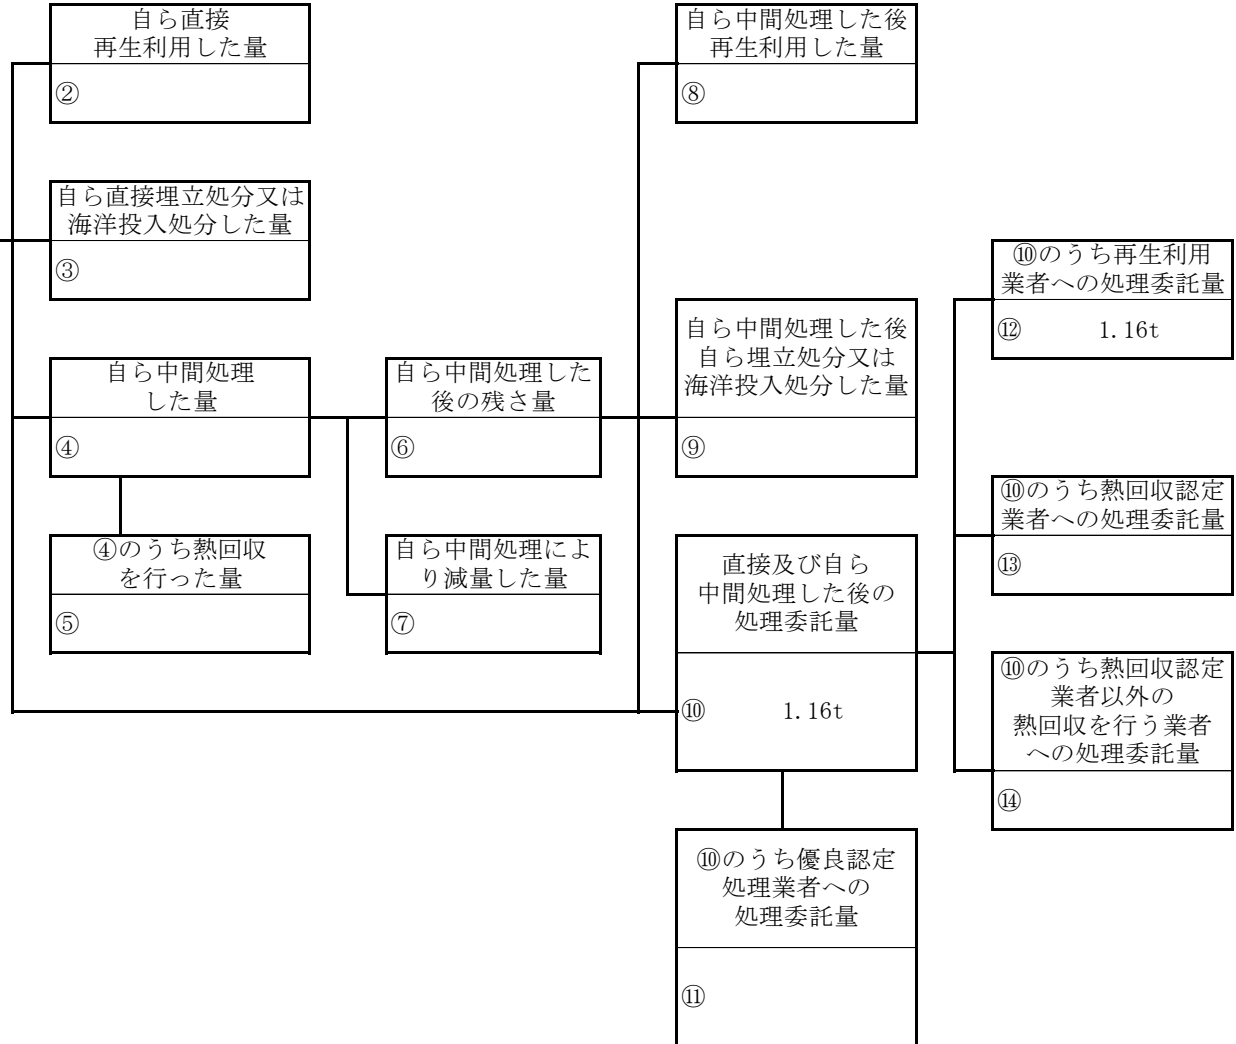 自ら直接
再生利用した量
②
自ら中間処理した後
再生利用した量
⑧
自ら直接埋立処分又は
海洋投入処分した量
③
⑩のうち再生利用
業者への処理委託量
⑫ 1.16t
自ら中間処理した後
自ら埋立処分又は
海洋投入処分した量
⑨
自ら中間処理
した量
④
自ら中間処理した
後の残さ量
⑥
⑩のうち熱回収認定
業者への処理委託量
⑬
④のうち熱回収
を行った量
⑤
自ら中間処理によ
り減量した量
⑦
直接及び自ら
中間処理した後の
処理委託量
⑩ 1.16t
⑩のうち熱回収認定
業者以外の
熱回収を行う業者
への処理委託量
⑭
⑩のうち優良認定
処理業者への
処理委託量
⑪